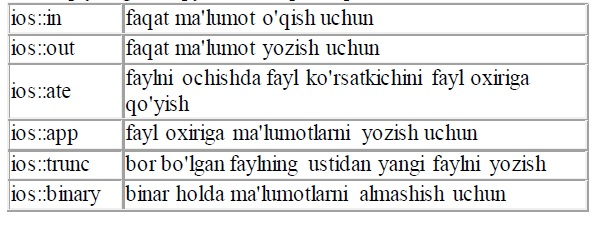 ios::in faqat ma'lumot o'qish uchun
ios::out faqat ma'lumot yozish uchun
ios::ate faylni ochishda fayl ko'rsatkichini fayl oxiriga
qo'yish
ios::app fayl oxiriga ma'lumotlarni yozish uchun
ios::trunc bor bo'lgan faylning ustidan yangi faylni yozish
ios::binary binar holda ma'lumotlarni almashish uchun